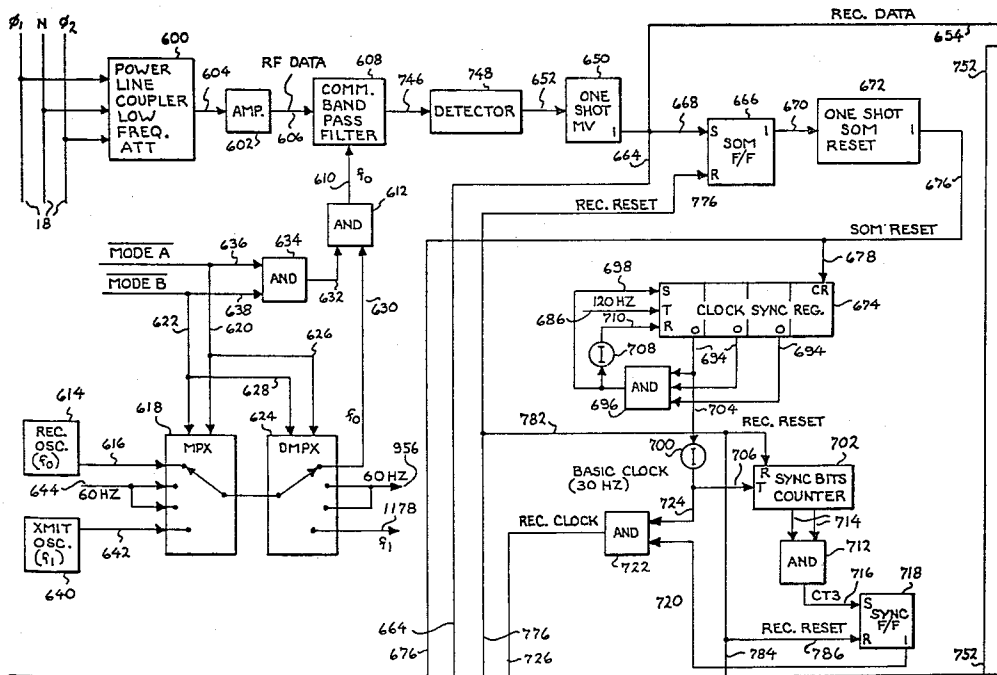 ϕ1 N ϕ2
18
600
POWER
LINE
COUPLER
LOW
FREQ.
ATT
604
AMP.
602
RF DATA
606
608
COMM.
BAND
PASS
FILTER
746
748
DETECTOR
652
650
ONE
SHOT
MV
1
REC. DATA
654
752
668
664
666
S 1
SOM
F/F
R
670
672
ONE SHOT
SOM
RESET
1
676
REC. RESET
776
SOM RESET
678
610
f0
612
AND
MODE A
636
634
AND
632
MODE B
638
630
622
620
626
628
f0
614
REC.
OSC.
(f0)
616
618
MPX
624
DMPX
644
60 HZ
60 HZ
956
1178
f1
XMIT
OSC.
(f1)
642
640
698
S
CR
120 HZ
T
CLOCK SYNC REG.
674
686
710
R
0 0 0
708
I
694
694
AND
696
704
782
REC. RESET
700
I
702
R
T
SYNC BITS
COUNTER
706
BASIC CLOCK
(30 HZ)
724
714
REC. CLOCK
AND
722
AND
712
CT3
716
718
S
SYNC
F/F
R 1
720
REC. RESET
786
664
676
776
726
784
752